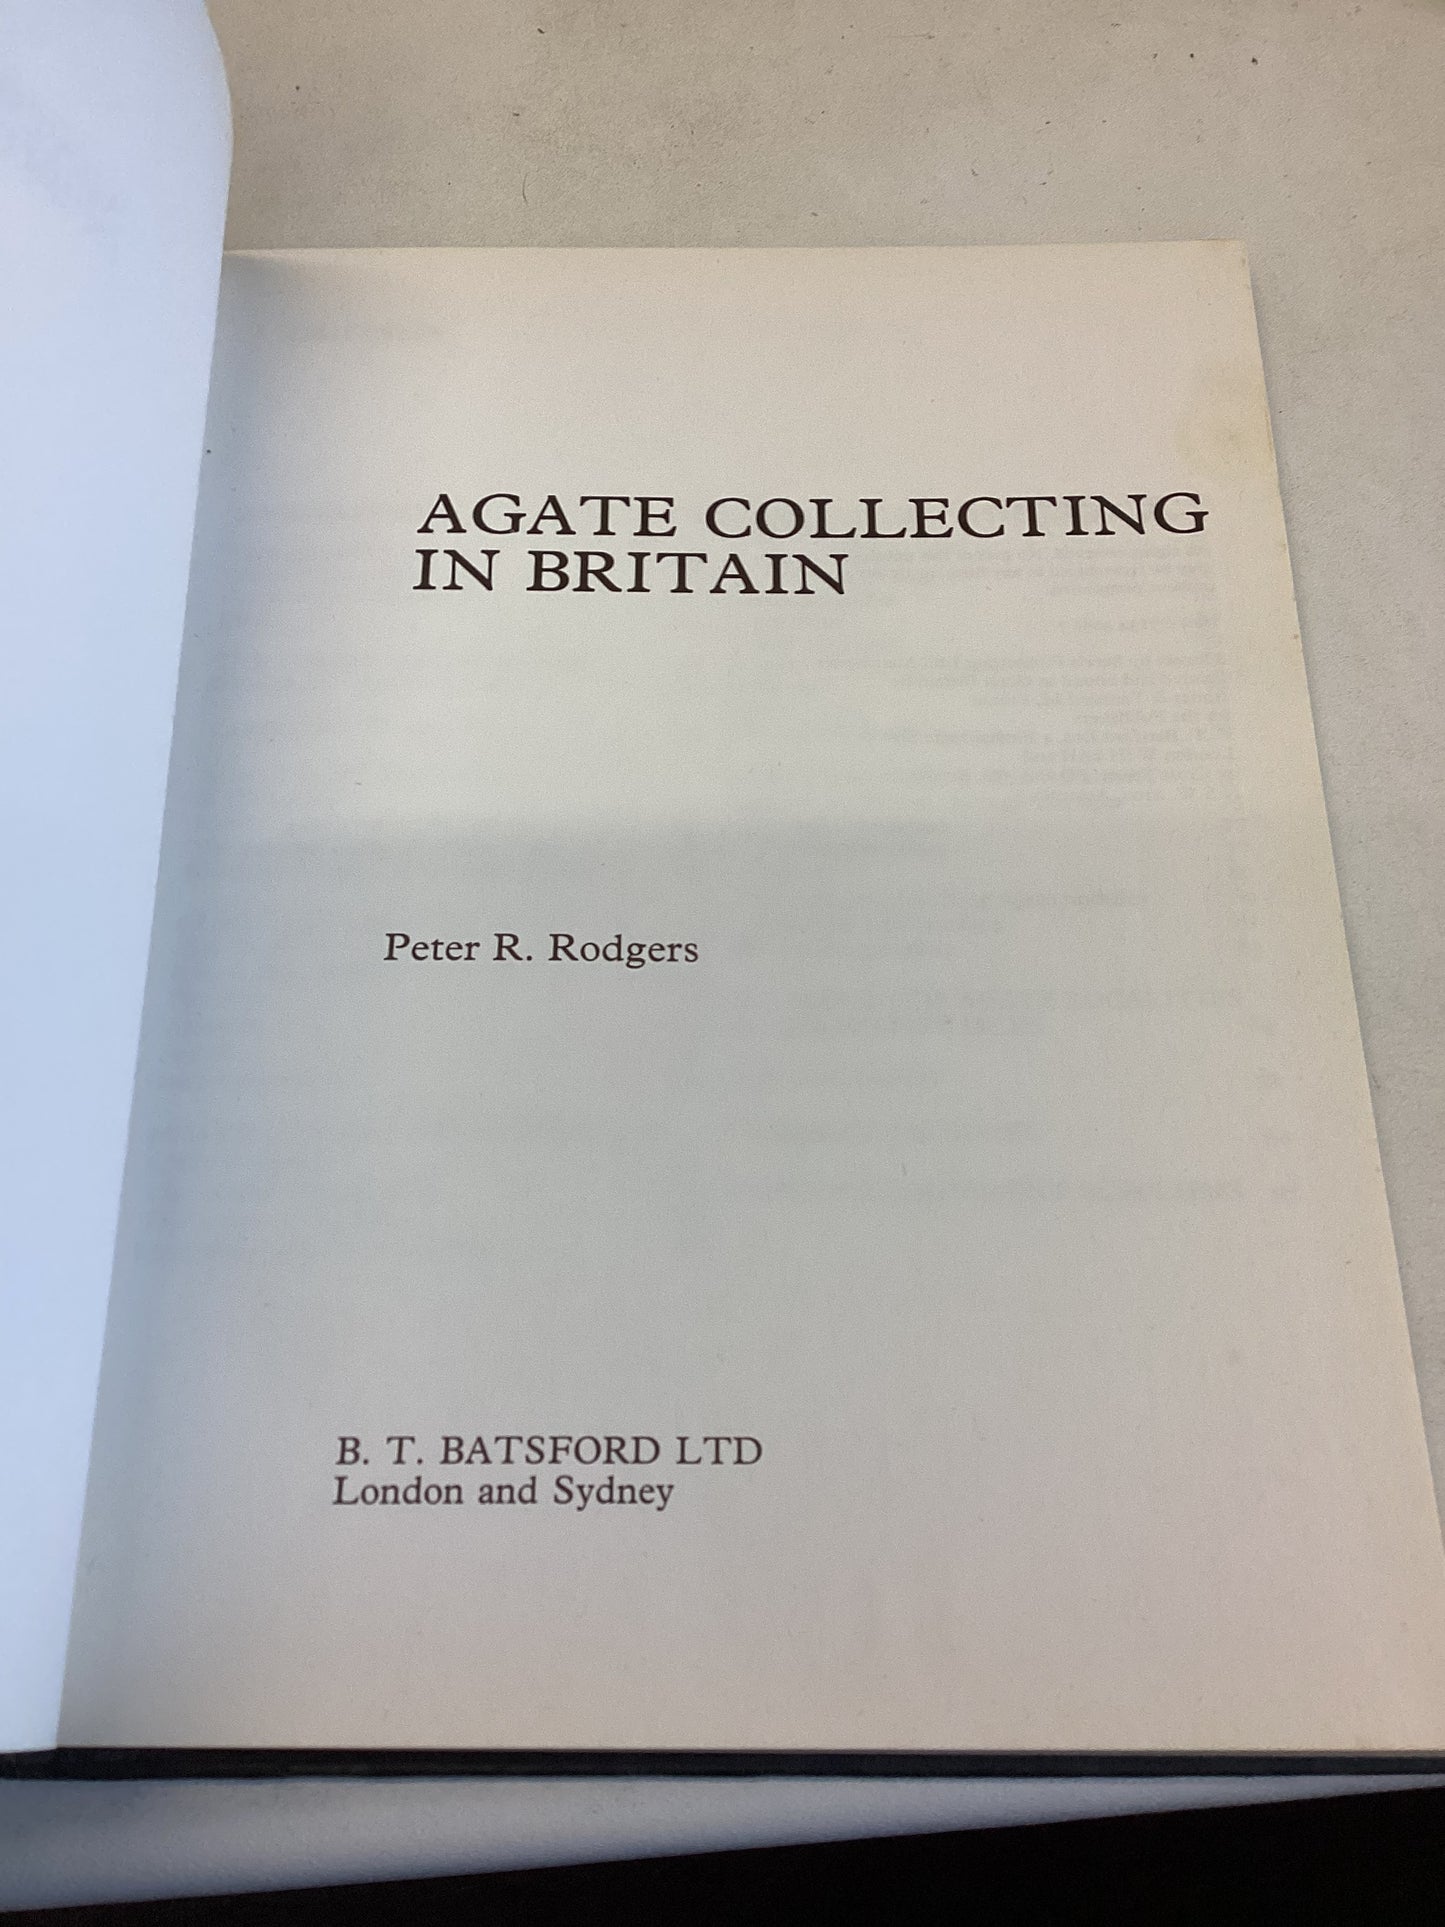 AGATE COLLECTING
IN BRITAIN
Peter R. Rodgers
B. T. BATSFORD LTD
London and Sydney